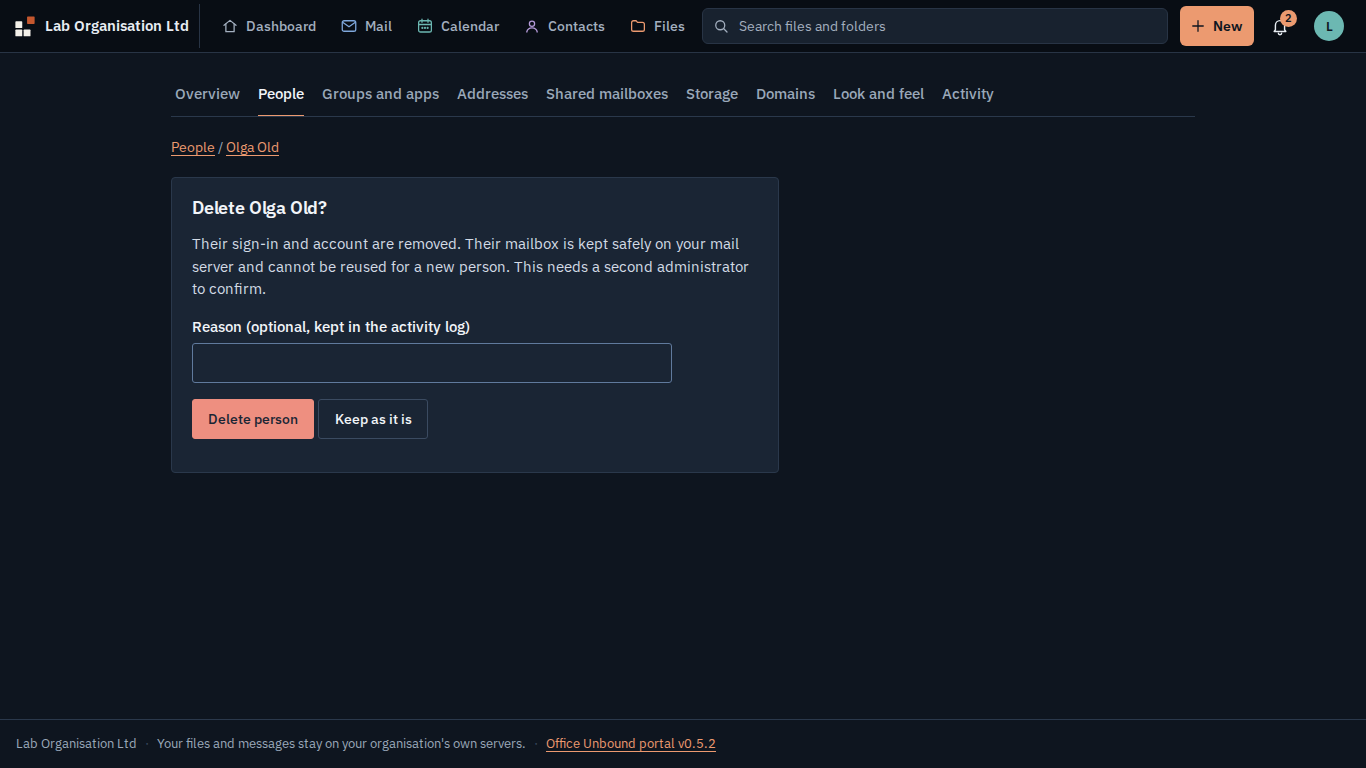 Lab Organisation Ltd
Dashboard
Mail
Calendar
Contacts
Files
Search files and folders
New
2
L
Overview
People
Groups and apps
Addresses
Shared mailboxes
Storage
Domains
Look and feel
Activity
People / Olga Old
Delete Olga Old?
Their sign-in and account are removed. Their mailbox is kept safely on your mail
server and cannot be reused for a new person. This needs a second administrator
to confirm.
Reason (optional, kept in the activity log)
Delete person
Keep as it is
Lab Organisation Ltd · Your files and messages stay on your organisation's own servers. · Office Unbound portal v0.5.2